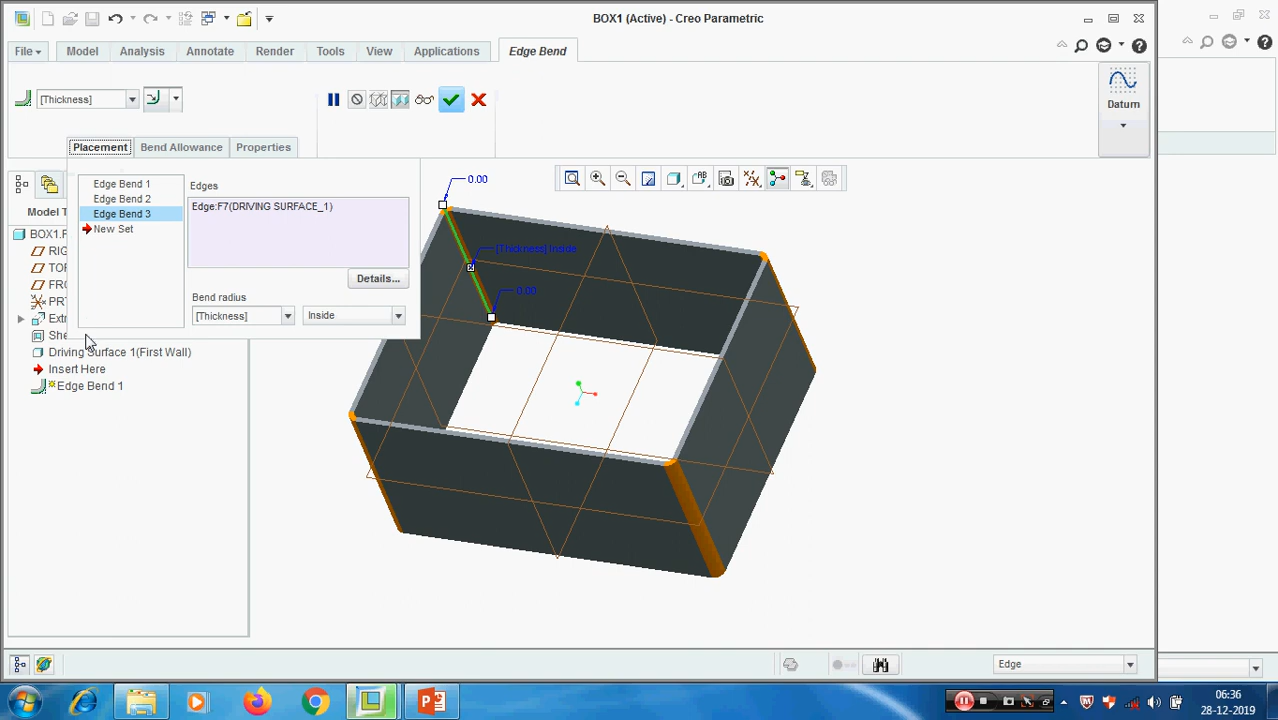 BOX1 (Active) - Creo Parametric
File Model Analysis Annotate Render Tools View Applications Edge Bend
[Thickness]
Datum
Placement Bend Allowance Properties
Edge Bend 1
Edge Bend 2
Edge Bend 3
New Set
Edges
Edge:F7(DRIVING SURFACE_1)
Details...
Bend radius
[Thickness] Inside
Model T
BOX1.F
RIG
TOF
FRO
PRT
Extr
She
Driving Surface 1(First Wall)
Insert Here
Edge Bend 1
0.00
[Thickness] Inside
0.00
Edge
06:36
28-12-2019